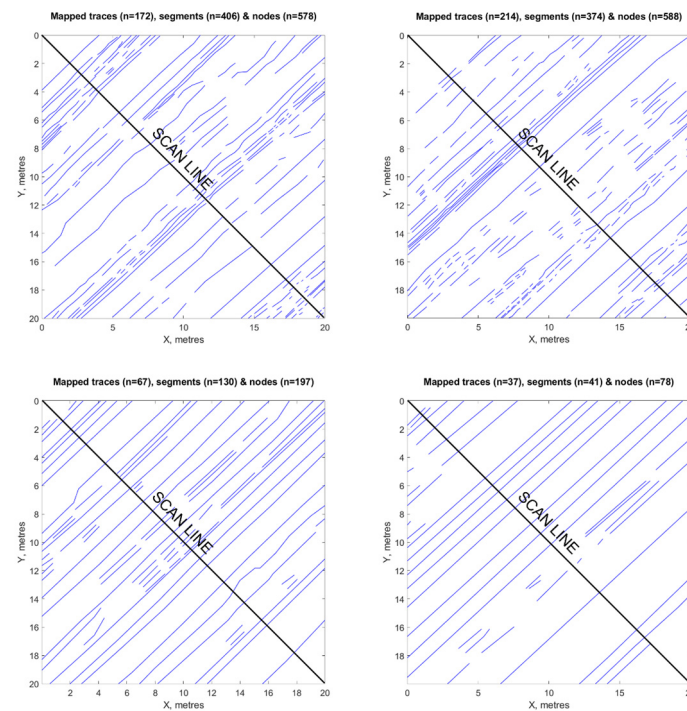 Mapped traces (n=172), segments (n=406) & nodes (n=578)
0
2
4
6
8
10
12
14
16
18
20
Y, metres
SCAN LINE
0 5 10 15 20
X, metres
Mapped traces (n=214), segments (n=374) & nodes (n=588)
0
2
4
6
8
10
12
14
16
18
Y, metres
SCAN LINE
0 5 10 15
X, metres
Mapped traces (n=67), segments (n=130) & nodes (n=197)
0
2
4
6
8
10
12
14
16
18
20
Y, metres
SCAN LINE
2 4 6 8 10 12 14 16 18 20
X, metres
Mapped traces (n=37), segments (n=41) & nodes (n=78)
0
2
4
6
8
10
12
14
16
18
Y, metres
SCAN LINE
0 5 10 15
X, metres